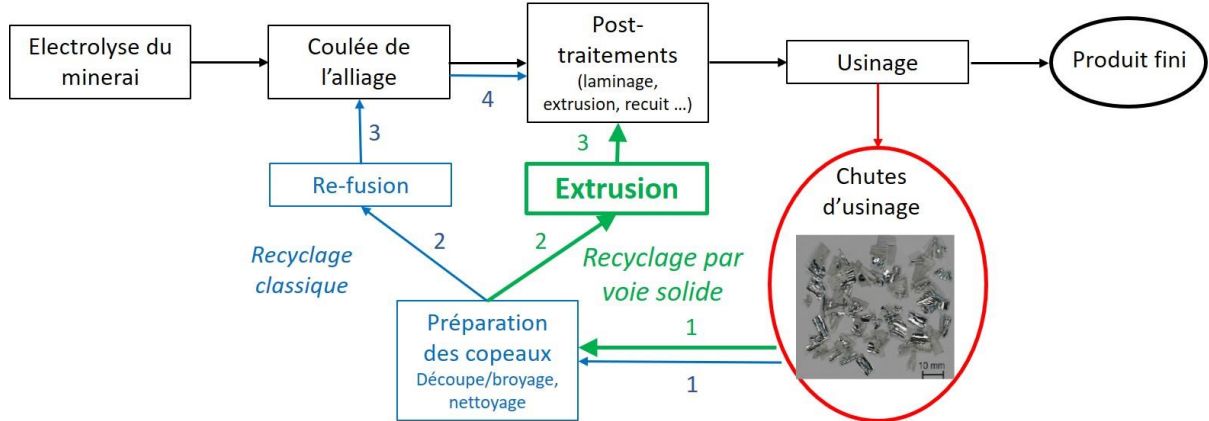 Electrolyse du
minerai
Coulée de
l'alliage
Post-
traitements
(laminage,
extrusion, recuit ...)
Usinage
Produit fini
4
3
3
Re-fusion
Extrusion
Chutes
d'usinage
2
2
Recyclage
classique
Recyclage par
voie solide
1
Préparation
des copeaux
Découpe/broyage,
nettoyage
1
10 mm